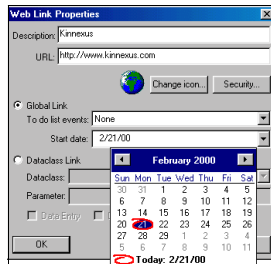 Web Link Properties
Description: Kinnexus
URL: http://www.kinnexus.com
Change icon... Security...
Global Link
To do list events: None
Start date: 2/21/00
Dataclass Link
Dataclass:
Parameter:
Data Entry
OK
February 2000
Sun Mon Tue Wed Thu Fri Sat
30 31 1 2 3 4 5
6 7 8 9 10 11 12
13 14 15 16 17 18 19
20 21 22 23 24 25 26
27 28 29 1 2 3 4
5 6 7 8 9 10 11
Today: 2/21/00